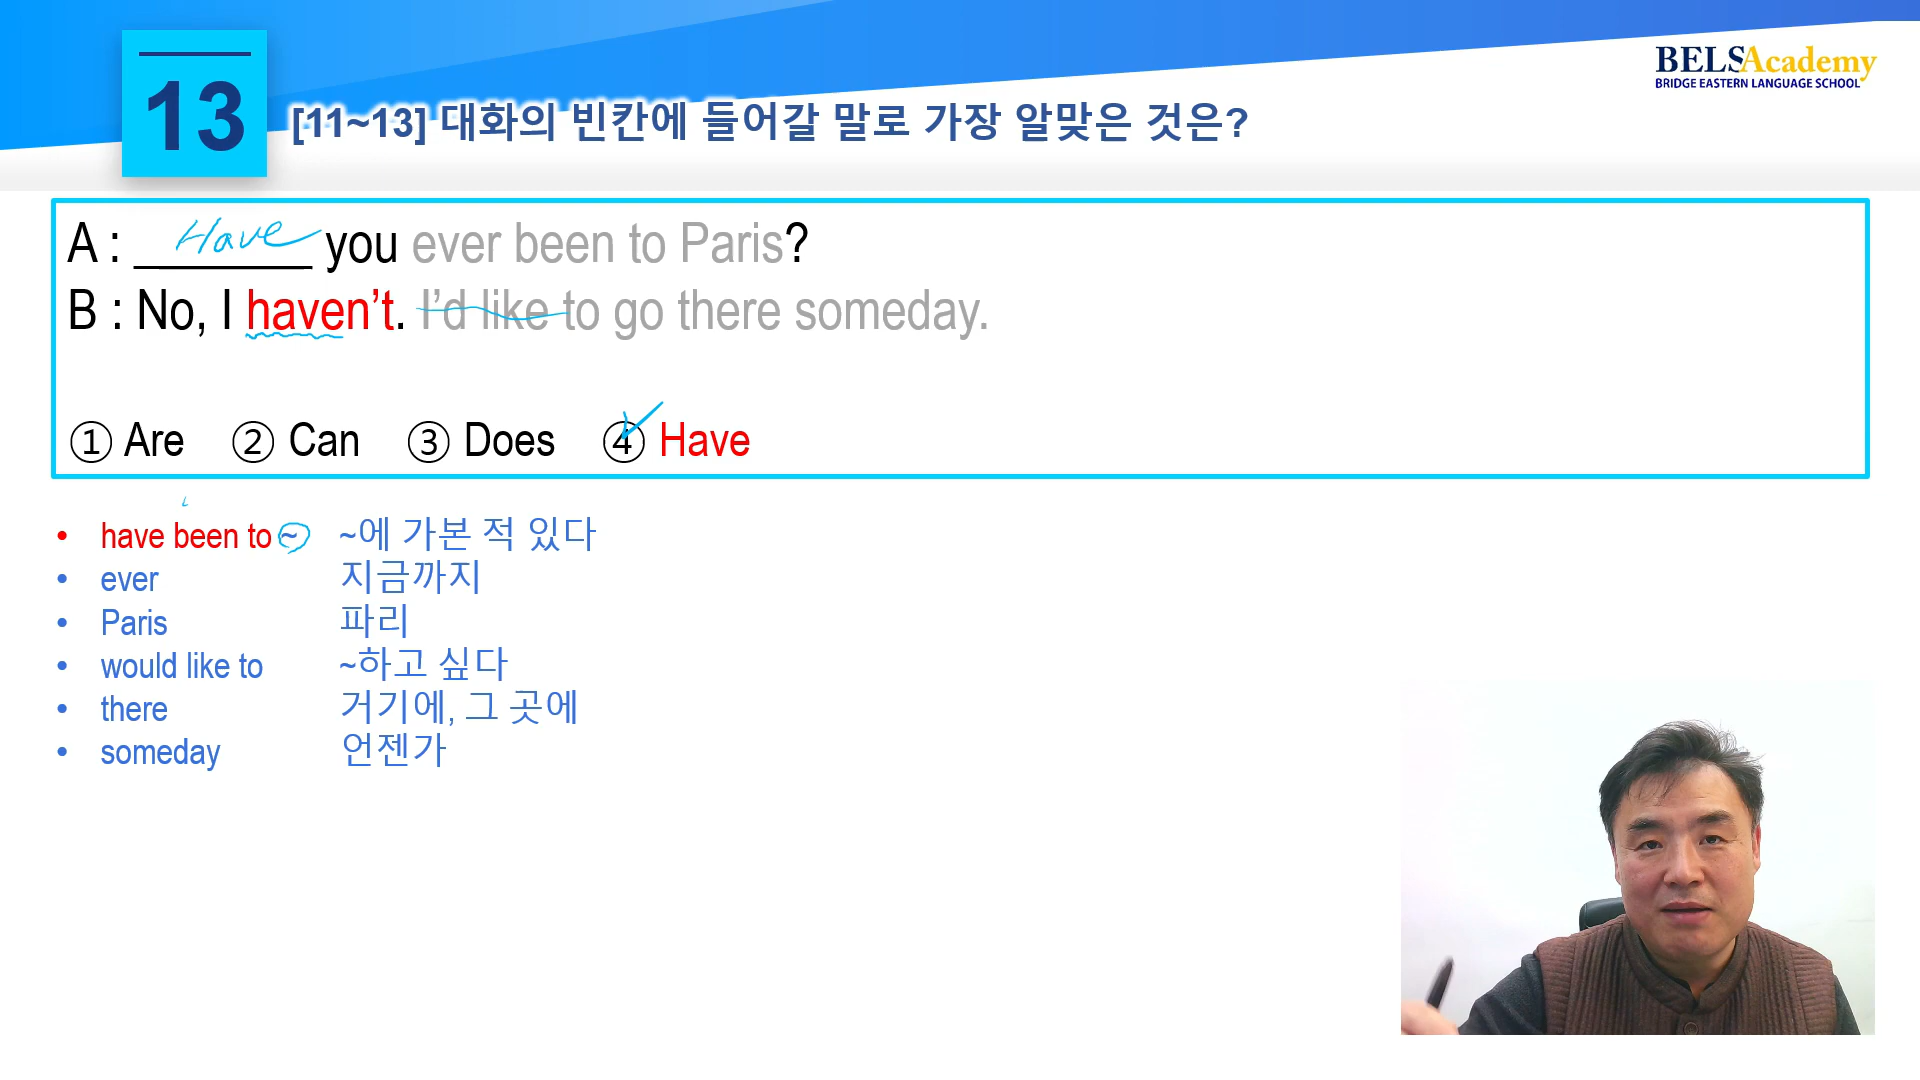 BELSAcademy
BRIDGE EASTERN LANGUAGE SCHOOL
13
[11~13] 대화의 빈칸에 들어갈 말로 가장 알맞은 것은?
A : Have you ever been to Paris?
B : No, I haven't. I'd like to go there someday.
① Are ② Can ③ Does ④ Have
• have been to ~ ~에 가본 적 있다
• ever 지금까지
• Paris 파리
• would like to ~하고 싶다
• there 거기에, 그 곳에
• someday 언젠가